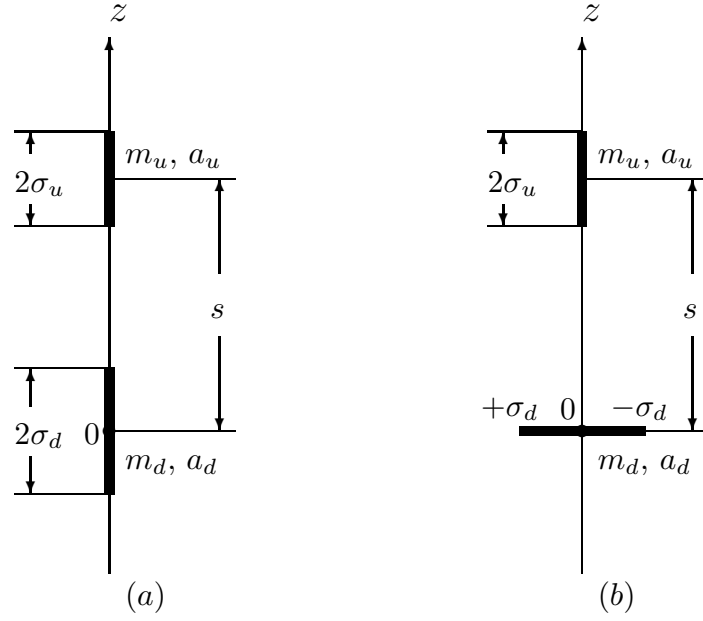 z z
m_u, a_u m_u, a_u
2σ_u 2σ_u
s s
+σ_d 0 −σ_d
2σ_d 0
m_d, a_d m_d, a_d
(a) (b)